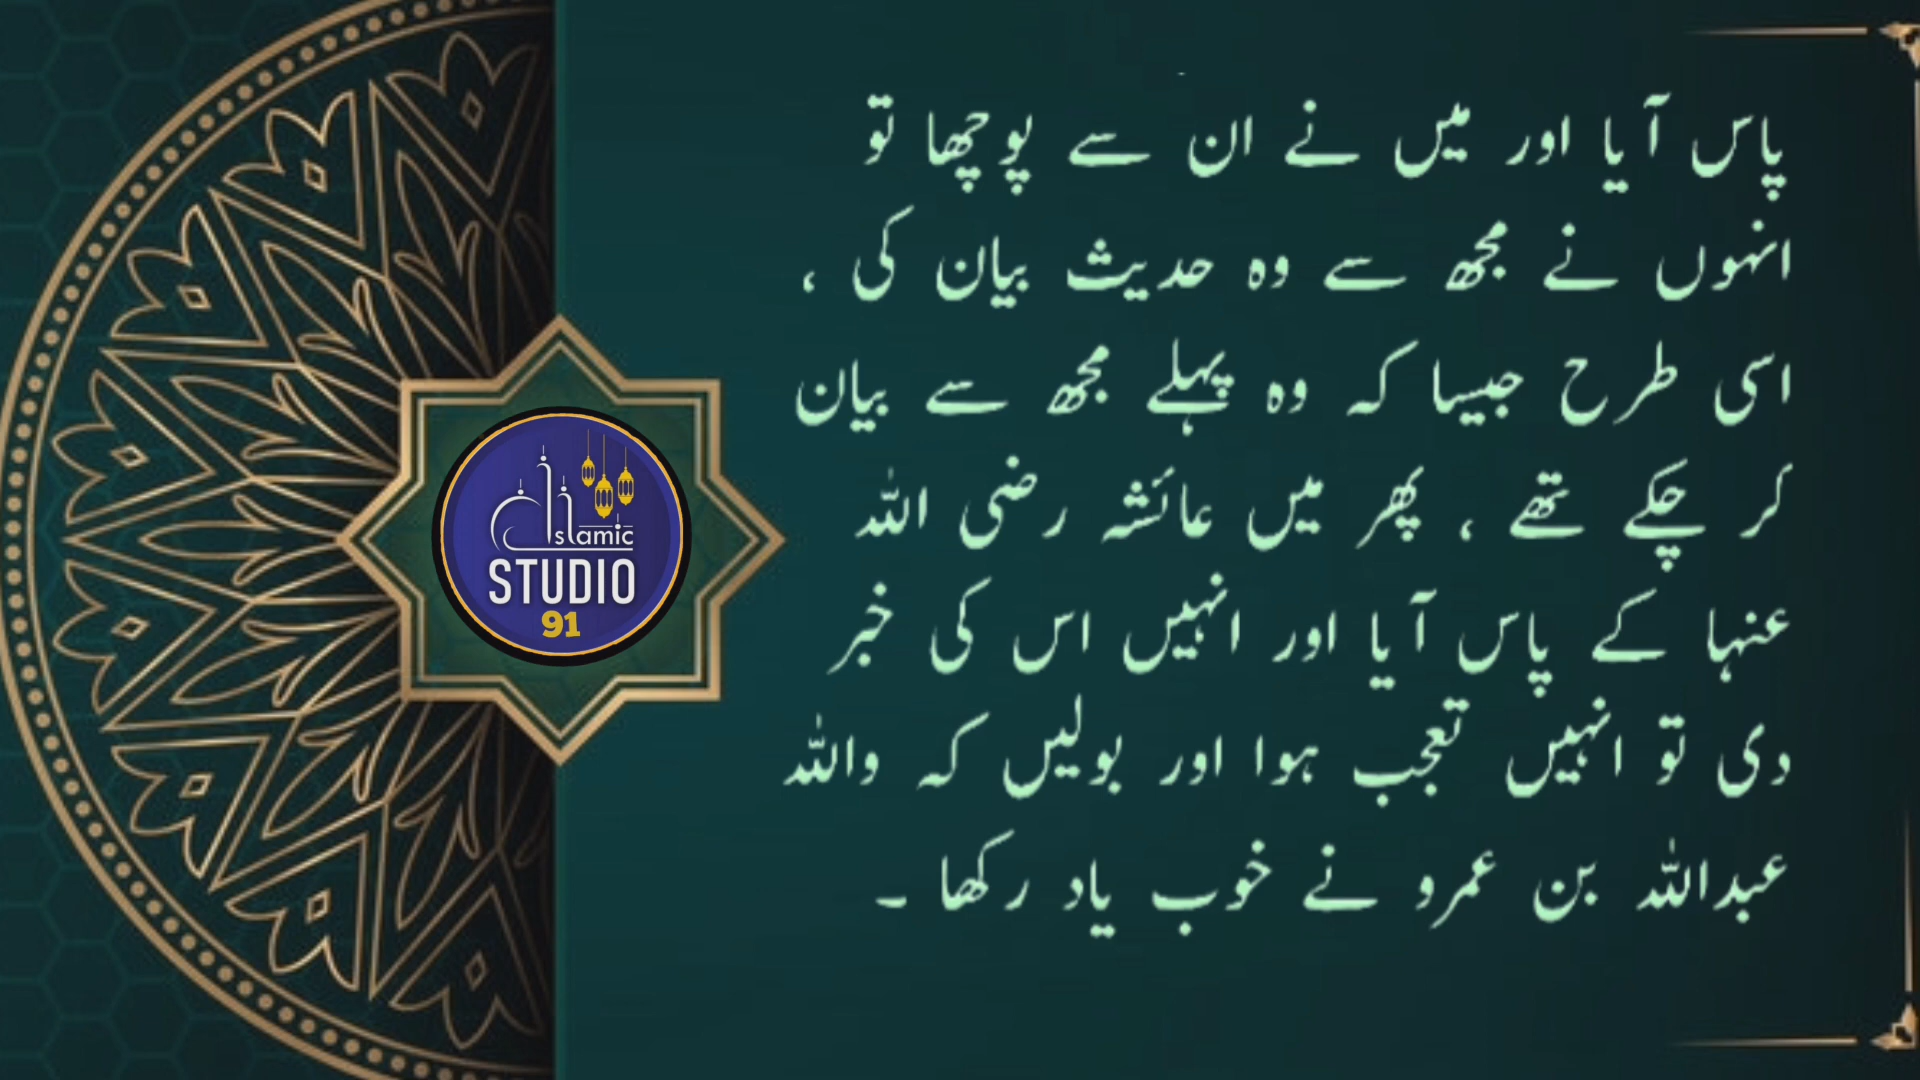 پاس آیا اور میں نے ان سے پوچھا تو
انہوں نے مجھ سے وہ حدیث بیان کی ،
اسی طرح جیسا کہ وہ پہلے مجھ سے بیان
کر چکے تھے ، پھر میں عائشہ رضی اللہ
عنہا کے پاس آیا اور انہیں اس کی خبر
دی تو انہیں تعجب ہوا اور بولیں کہ واللہ
عبداللہ بن عمرو نے خوب یاد رکھا ۔
Islamic
STUDIO
91